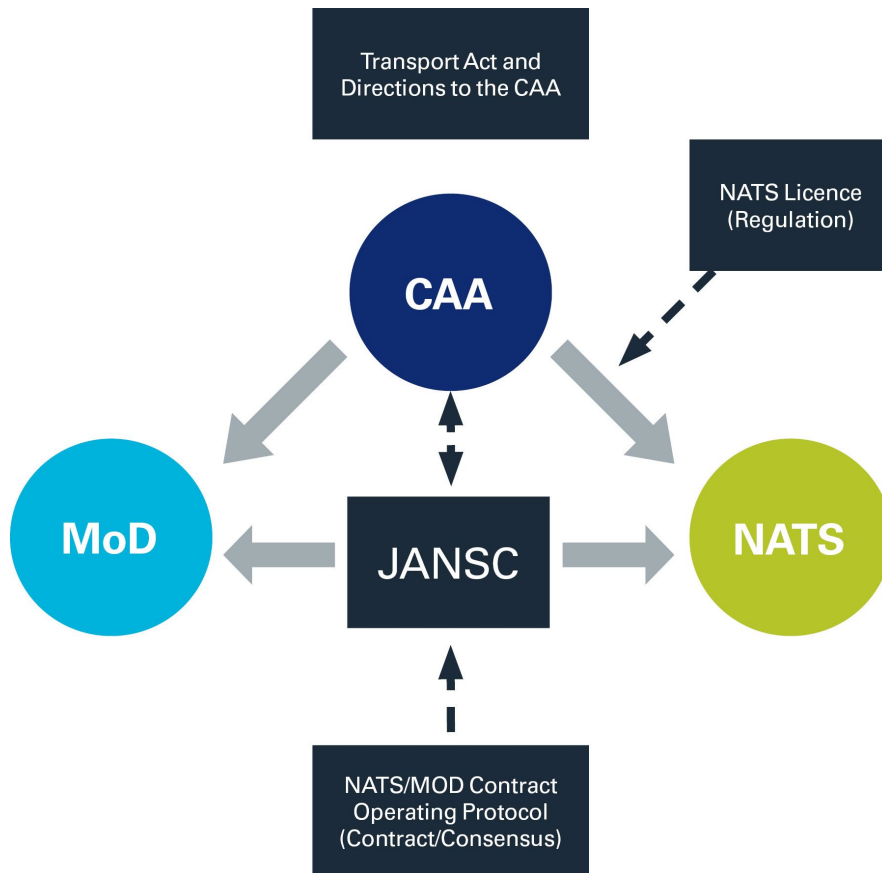 Transport Act and
Directions to the CAA
NATS Licence
(Regulation)
CAA
MoD
JANSC
NATS
NATS/MOD Contract
Operating Protocol
(Contract/Consensus)